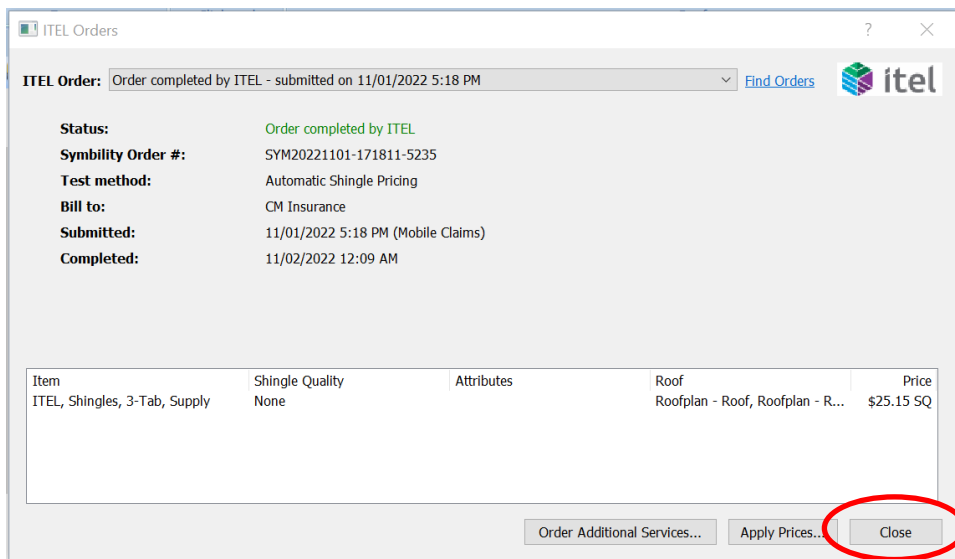 ITEL Orders
ITEL Order: Order completed by ITEL - submitted on 11/01/2022 5:18 PM Find Orders itel
Status: Order completed by ITEL
Symbility Order #: SYM20221101-171811-5235
Test method: Automatic Shingle Pricing
Bill to: CM Insurance
Submitted: 11/01/2022 5:18 PM (Mobile Claims)
Completed: 11/02/2022 12:09 AM
Item Shingle Quality Attributes Roof Price
ITEL, Shingles, 3-Tab, Supply None Roofplan - Roof, Roofplan - R... $25.15 SQ
Order Additional Services... Apply Prices... Close